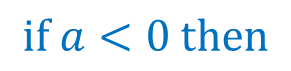 if a < 0 then